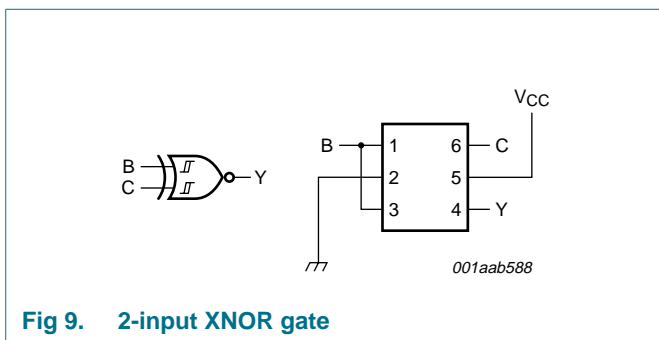 VCC
B
C
Y
B
1
2
3
6
5
4
C
Y
001aab588
Fig 9. 2-input XNOR gate